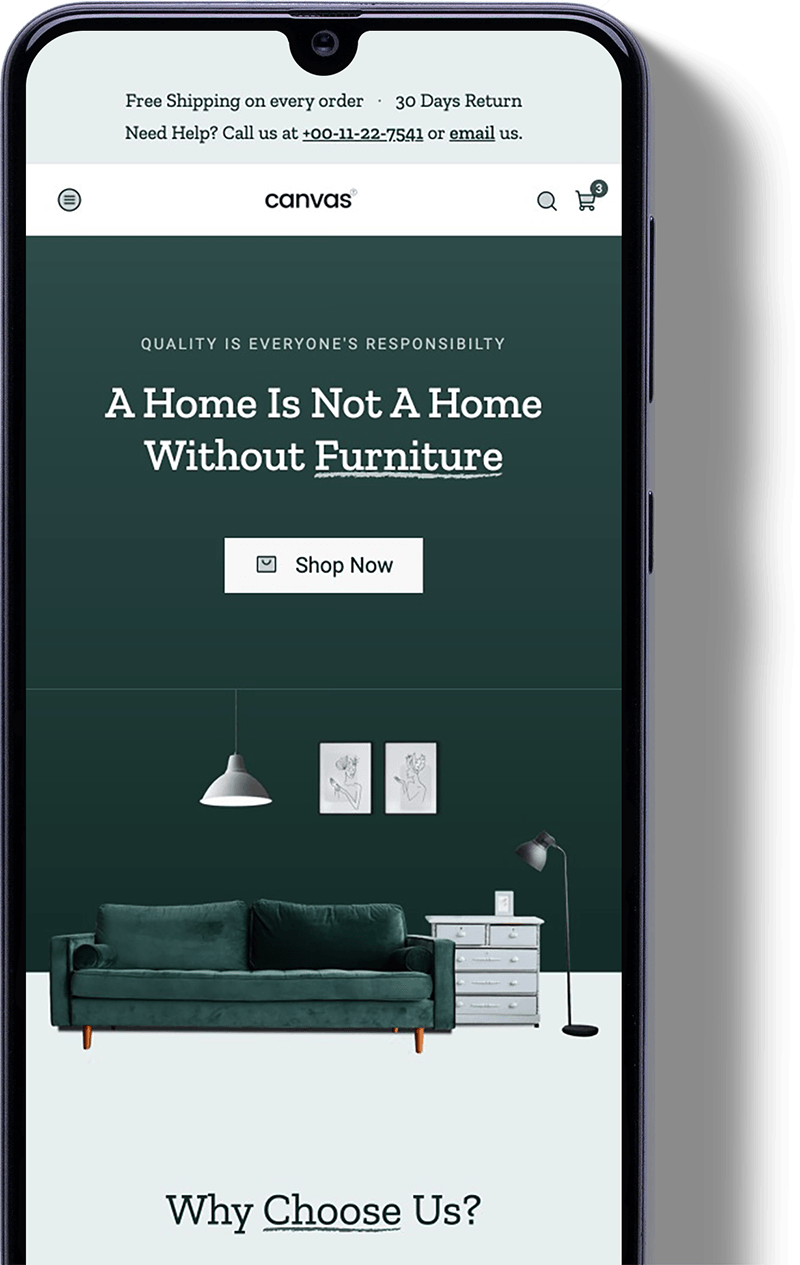 Free Shipping on every order · 30 Days Return
Need Help? Call us at +00-11-22-7541 or email us.
canvas®
3
QUALITY IS EVERYONE'S RESPONSIBILTY
A Home Is Not A Home
Without Furniture
Shop Now
Why Choose Us?